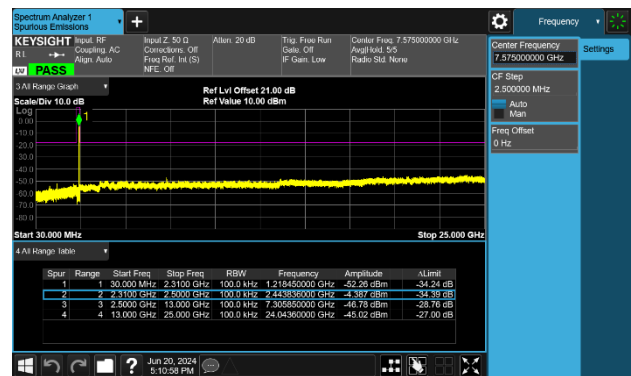 Spectrum Analyzer 1
Spurious Emissions
Frequency
KEYSIGHT Input: RF Input Z: 50 Ω Atten: 20 dB Trig: Free Run Center Freq: 7.575000000 GHz
RL Coupling: AC Corrections: Off Gate: Off Avg|Hold: 5/5
Align: Auto Freq Ref: Int (S) IF Gain: Low Radio Std: None
NFE: Off
LW PASS
Center Frequency
7.575000000 GHz
Settings
CF Step
2.500000 MHz
Auto
Man
Freq Offset
0 Hz
3 All Range Graph
Ref Lvl Offset 21.00 dB
Scale/Div 10.0 dB Ref Value 10.00 dBm
Log
1
0.00
-10.0
-20.0
-30.0
-40.0
-50.0
-60.0
-70.0
-80.0
Start 30.000 MHz Stop 25.000 GHz
4 All Range Table
Spur Range Start Freq Stop Freq RBW Frequency Amplitude ΔLimit
1 1 30.000 MHz 2.3100 GHz 100.0 kHz 1.218450000 GHz -52.26 dBm -34.24 dB
2 2 2.3100 GHz 2.5000 GHz 100.0 kHz 2.443836000 GHz -4.387 dBm -34.39 dB
3 3 2.5000 GHz 13.000 GHz 100.0 kHz 7.305850000 GHz -46.78 dBm -28.76 dB
4 4 13.000 GHz 25.000 GHz 100.0 kHz 24.04360000 GHz -45.02 dBm -27.00 dB
Jun 20, 2024
5:10:58 PM